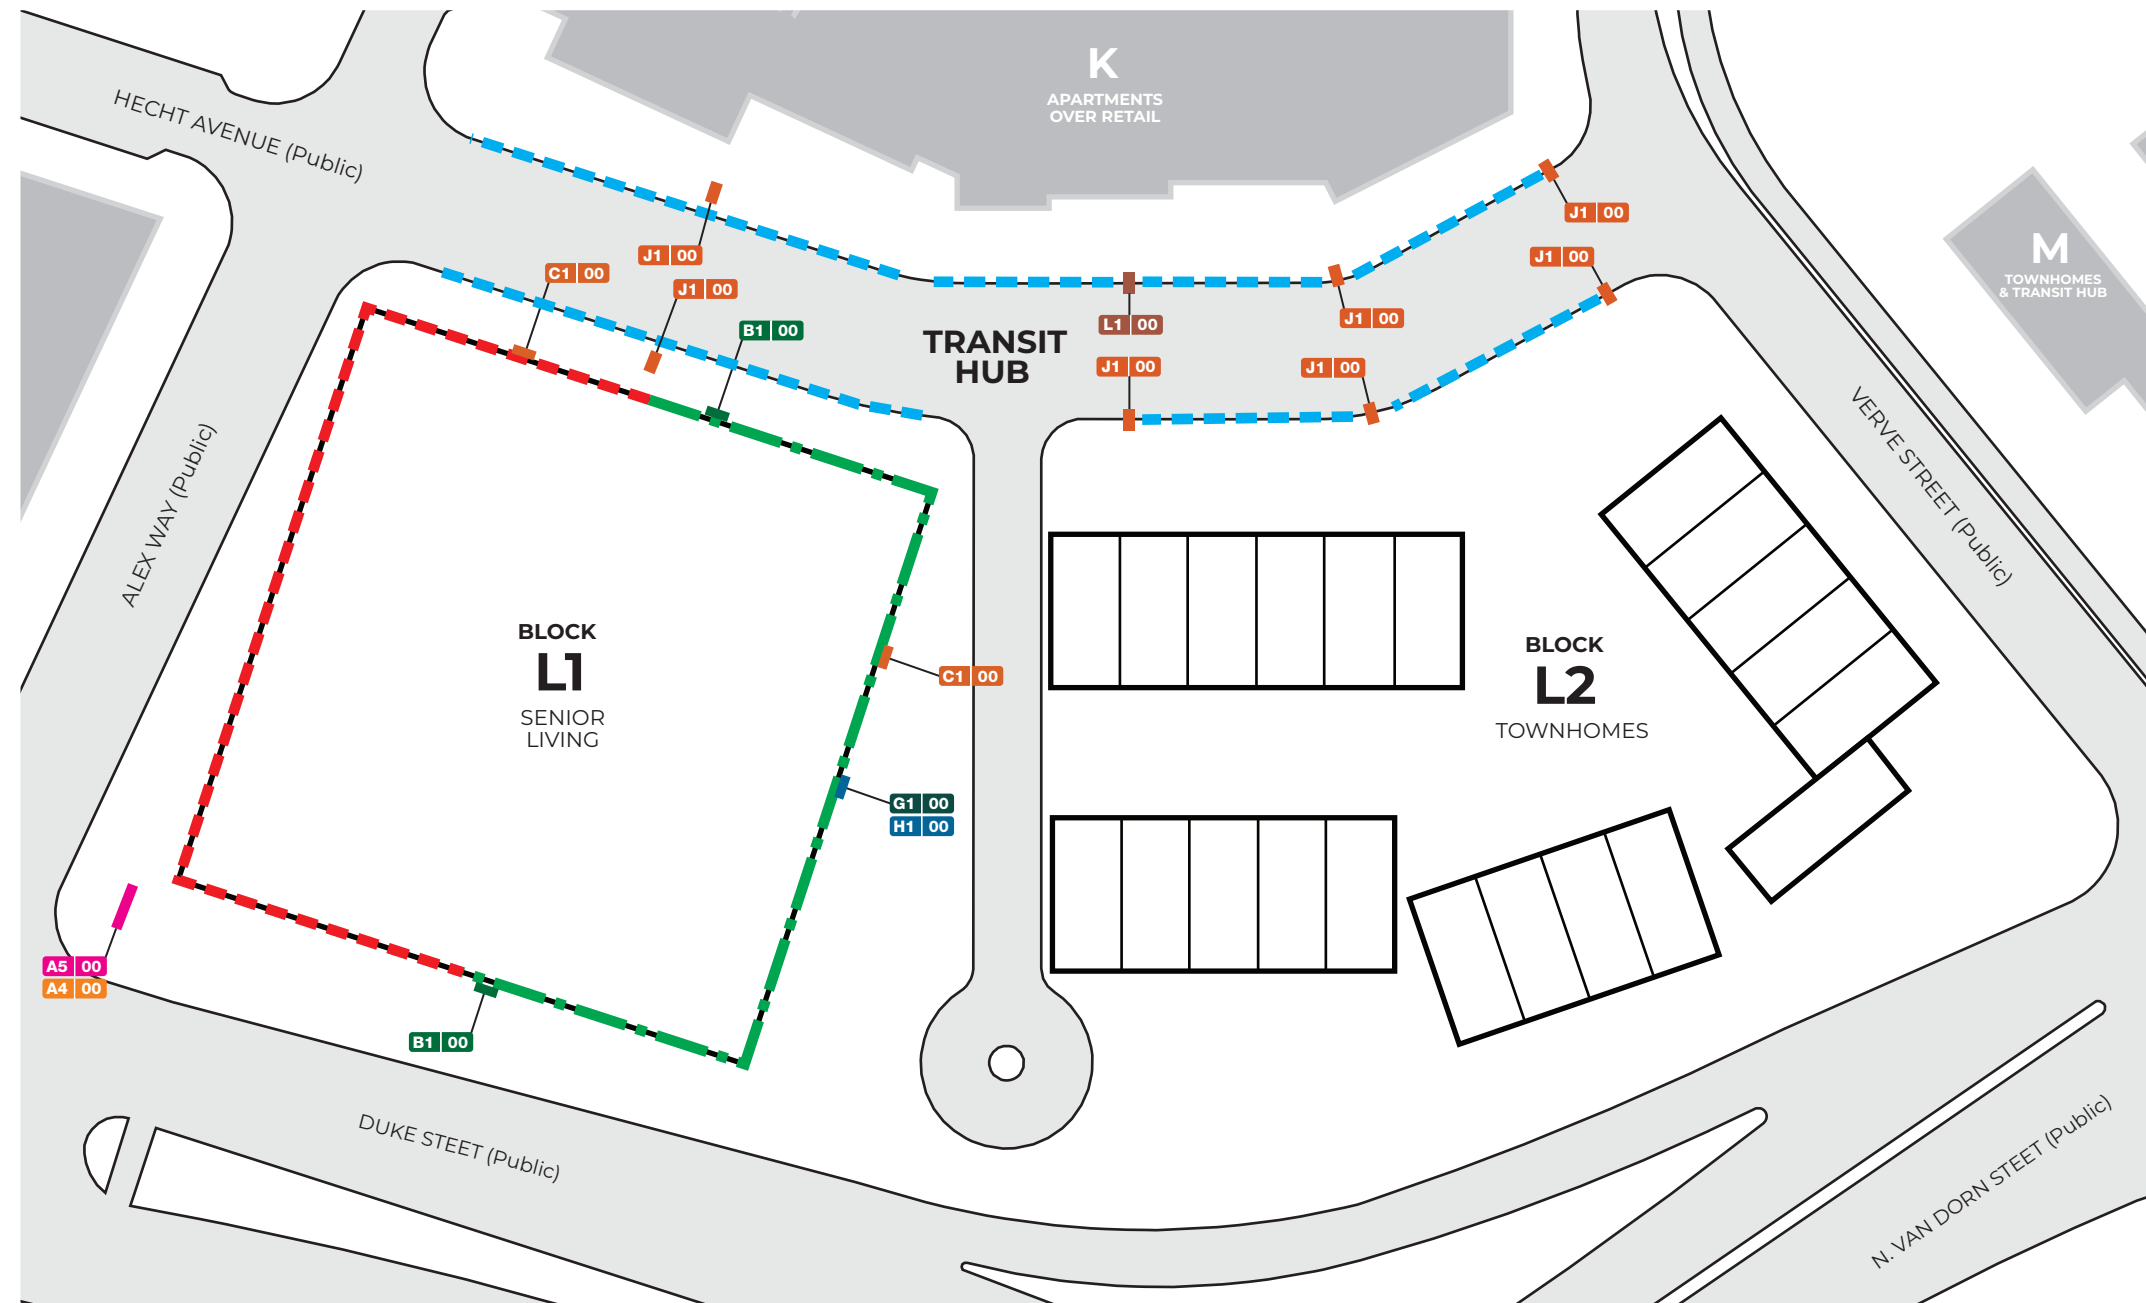 K
APARTMENTS
OVER RETAIL
HECHT AVENUE (Public)
J1 00
J1 00
C1 00
J1 00
J1 00
B1 00
M
TOWNHOMES
& TRANSIT HUB
L1 00
J1 00
TRANSIT
HUB
J1 00
J1 00
ALEX WAY (Public)
VERVE STREET (Public)
BLOCK
L1
SENIOR
LIVING
C1 00
BLOCK
L2
TOWNHOMES
G1 00
H1 00
A5 00
A4 00
B1 00
DUKE STEET (Public)
N. VAN DORN STEET (Public)